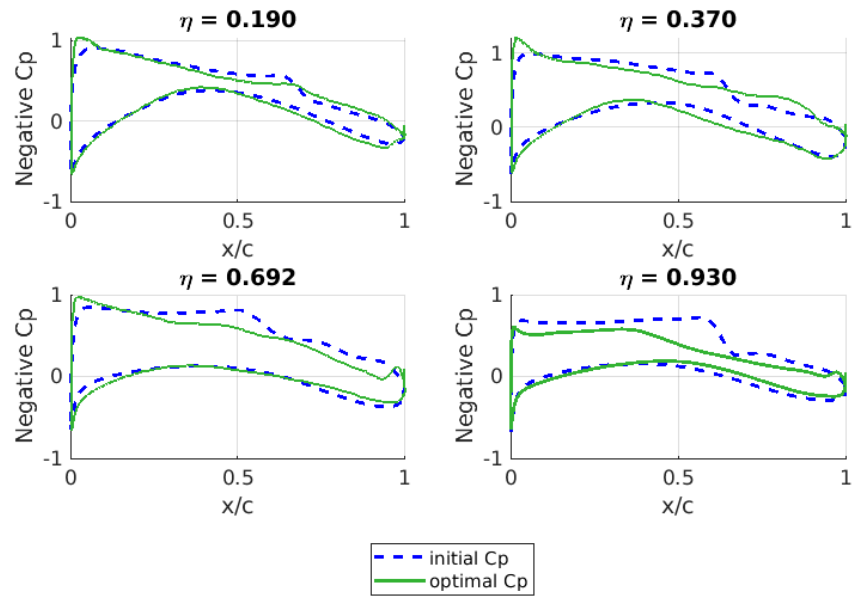 η = 0.190
1
0
-1
Negative Cp
0 0.5 1
x/c
η = 0.370
1
0
-1
Negative Cp
0 0.5 1
x/c
η = 0.692
1
0
-1
Negative Cp
0 0.5 1
x/c
η = 0.930
1
0
-1
Negative Cp
0 0.5 1
x/c
initial Cp
optimal Cp